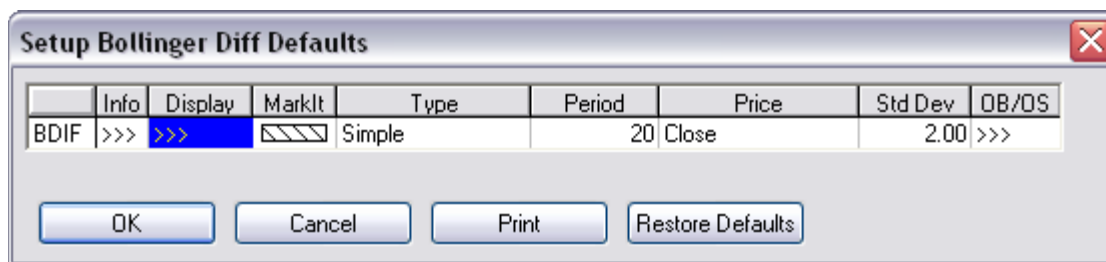 Setup Bollinger Diff Defaults
Info Display MarkIt Type Period Price Std Dev OB/OS
BDIF >>> >>> Simple 20 Close 2.00 >>>
OK Cancel Print Restore Defaults